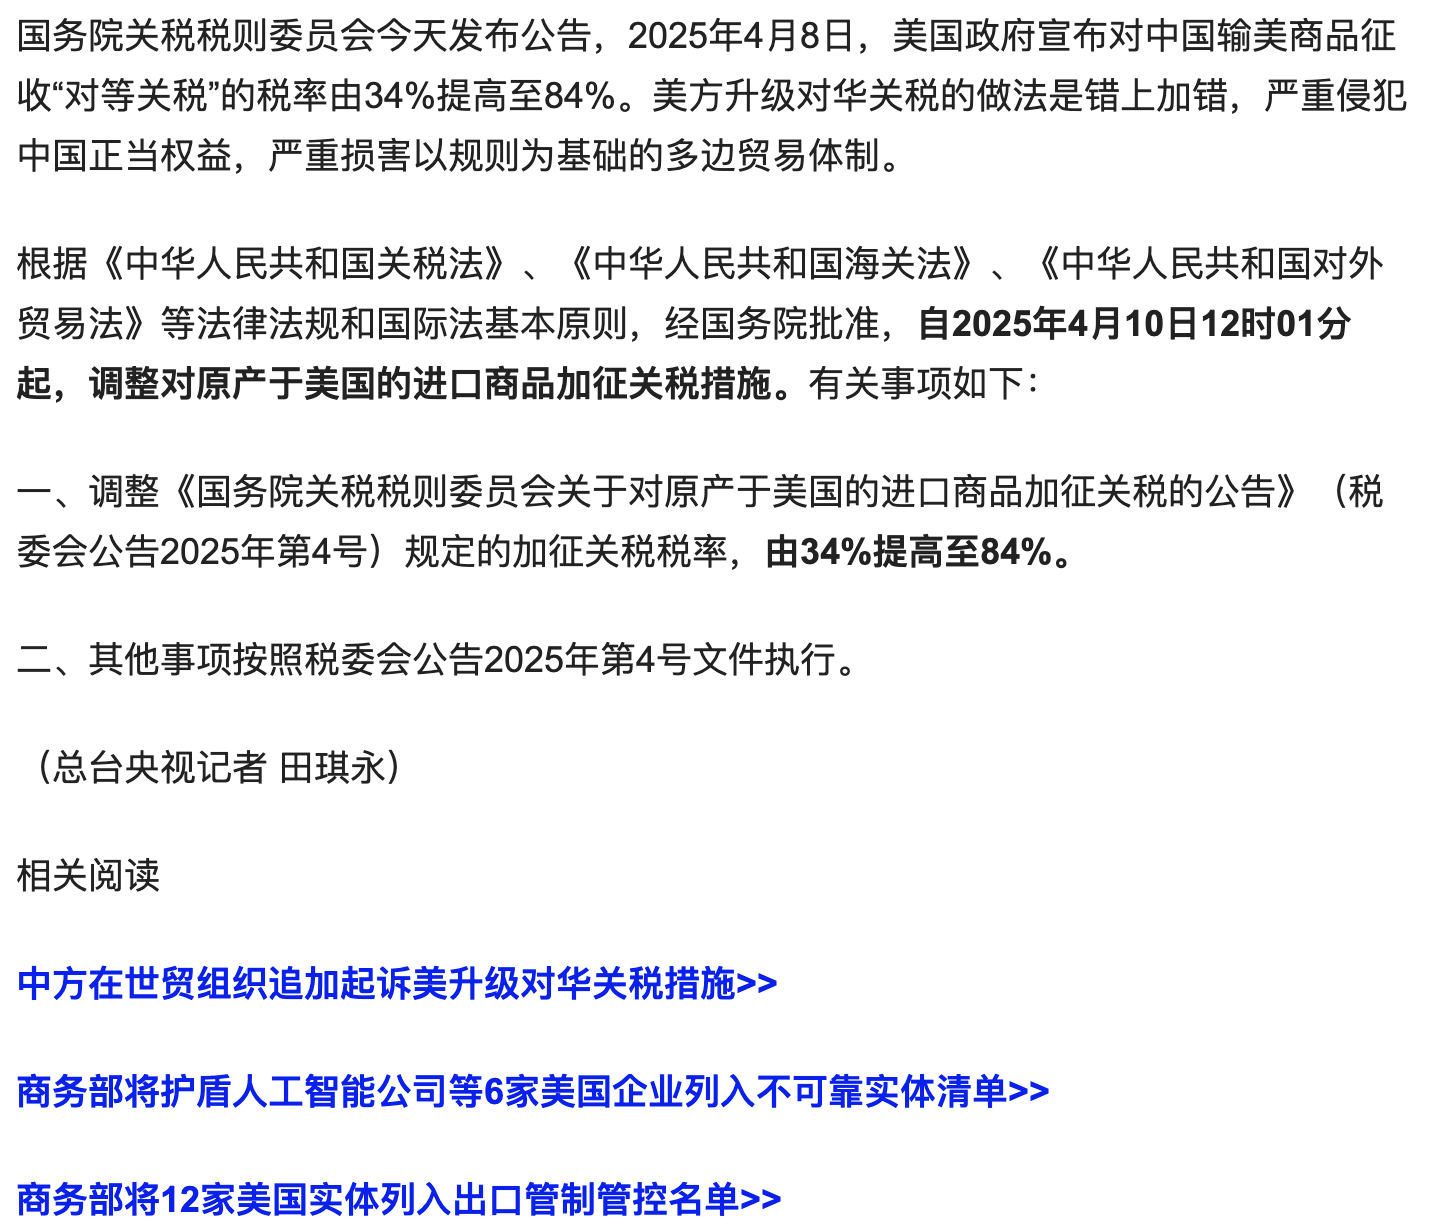 国务院关税税则委员会今天发布公告，2025年4月8日，美国政府宣布对中国输美商品征
收“对等关税”的税率由34%提高至84%。美方升级对华关税的做法是错上加错，严重侵犯
中国正当权益，严重损害以规则为基础的多边贸易体制。
根据《中华人民共和国关税法》、《中华人民共和国海关法》、《中华人民共和国对外
贸易法》等法律法规和国际法基本原则，经国务院批准，自2025年4月10日12时01分
起，调整对原产于美国的进口商品加征关税措施。有关事项如下：
一、调整《国务院关税税则委员会关于对原产于美国的进口商品加征关税的公告》（税
委会公告2025年第4号）规定的加征关税税率，由34%提高至84%。
二、其他事项按照税委会公告2025年第4号文件执行。
（总台央视记者 田琪永）
相关阅读
中方在世贸组织追加起诉美升级对华关税措施>>
商务部将护盾人工智能公司等6家美国企业列入不可靠实体清单>>
商务部将12家美国实体列入出口管制管控名单>>